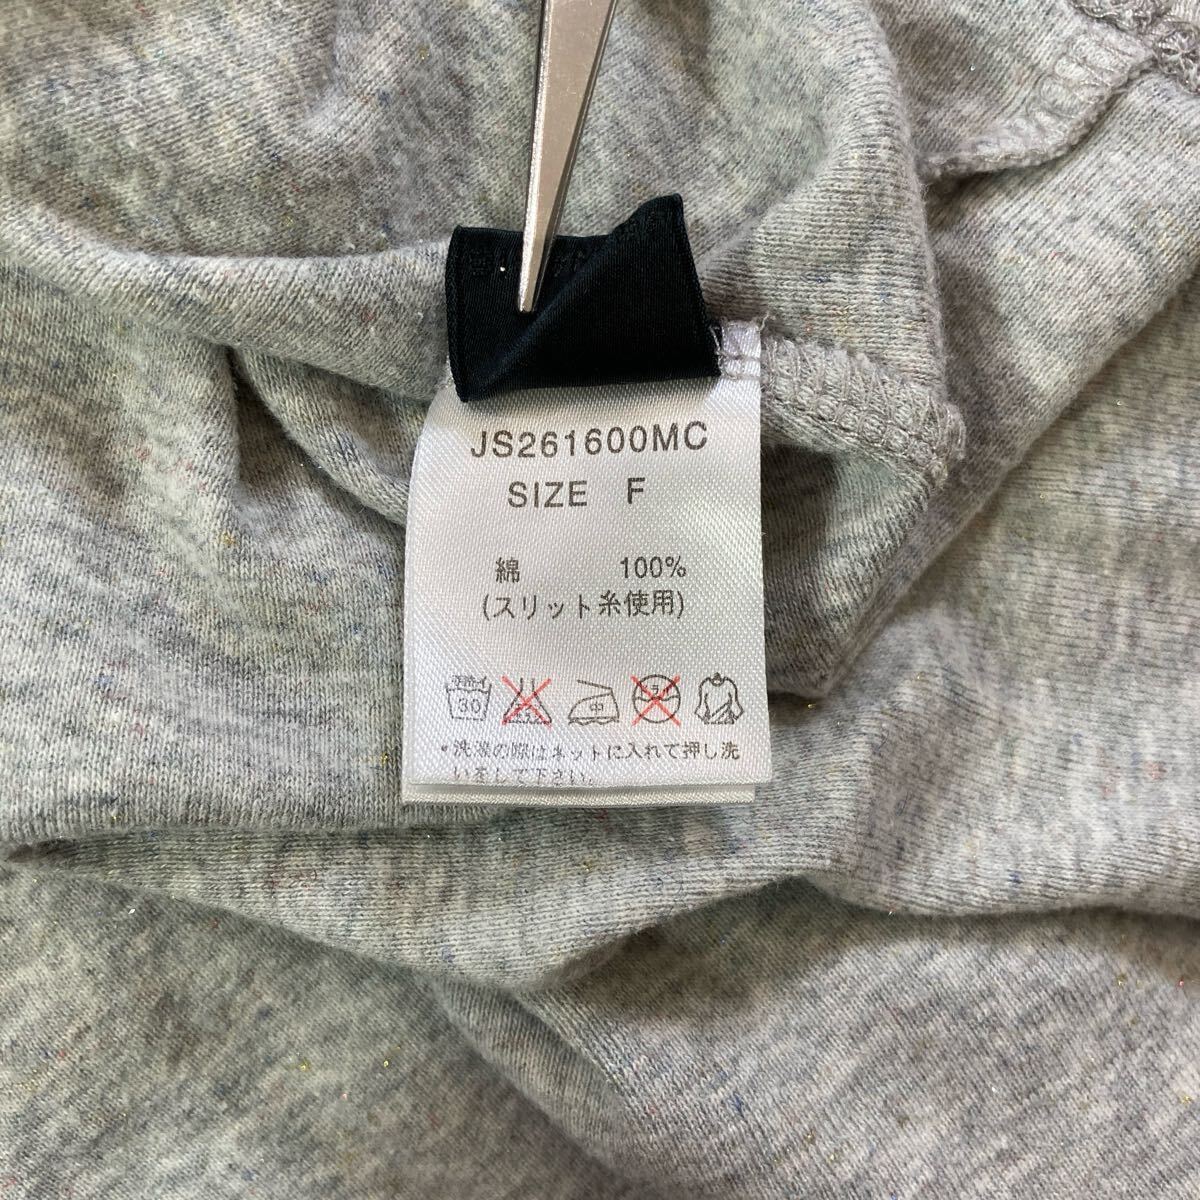 JS261600MC
SIZE F
綿 100%
(スリット糸使用)
30 中
*洗濯の際はネットに入れて押し洗
いをして下さい。